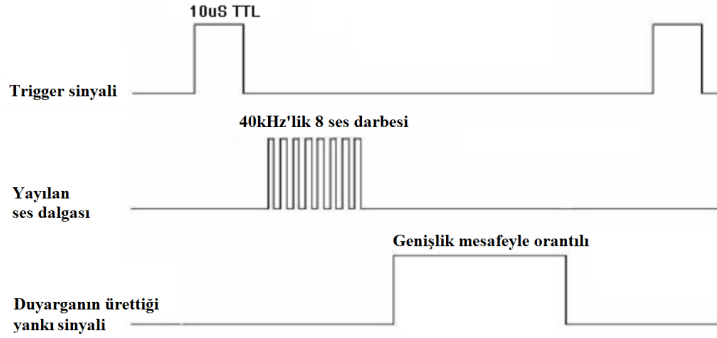 10uS TTL
Trigger sinyali
40kHz'lik 8 ses darbesi
Yayılan
ses dalgası
Genişlik mesafeyle orantılı
Duyarganın ürettiği
yankı sinyali